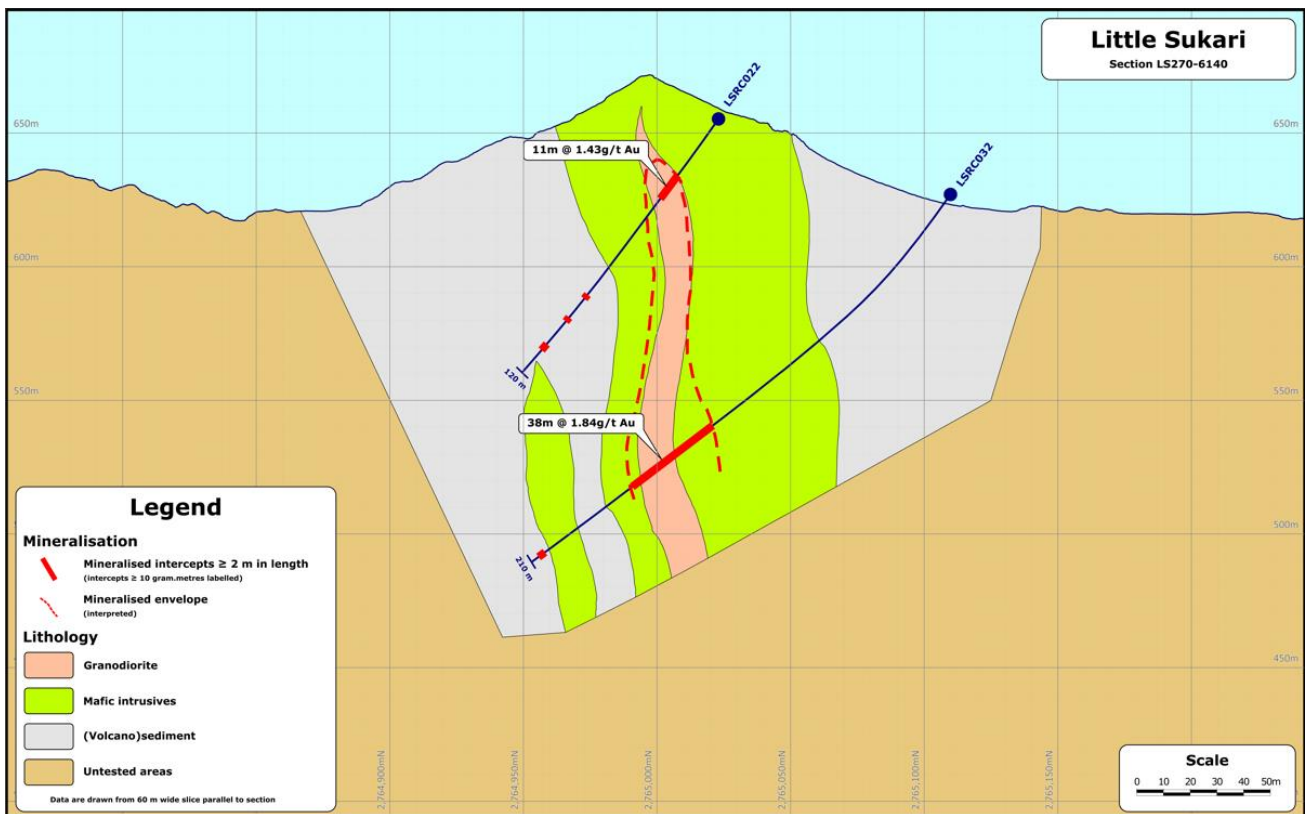 Little Sukari
Section LS270-6140
LSRC022
LSRC032
650m
650m
11m @ 1.43g/t Au
600m
600m
550m
550m
120 m
38m @ 1.84g/t Au
500m
210 m
450m
Legend
Mineralisation
Mineralised intercepts ≥ 2 m in length
(intercepts ≥ 10 gram.metres labelled)
Mineralised envelope
(interpreted)
Lithology
Granodiorite
Mafic intrusives
(Volcano)sediment
Untested areas
Data are drawn from 60 m wide slice parallel to section
2,764,900mN
2,764,950mN
2,765,000mN
2,765,050mN
2,765,100mN
2,765,150mN
Scale
0 10 20 30 40 50m